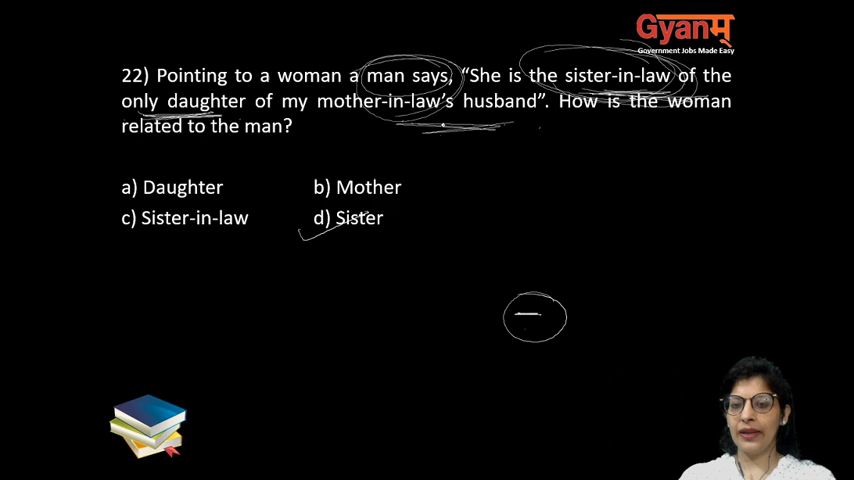 Gyanम्
Government Jobs Made Easy
22) Pointing to a woman a man says, “She is the sister-in-law of the
only daughter of my mother-in-law’s husband”. How is the woman
related to the man?
a) Daughter b) Mother
c) Sister-in-law d) Sister